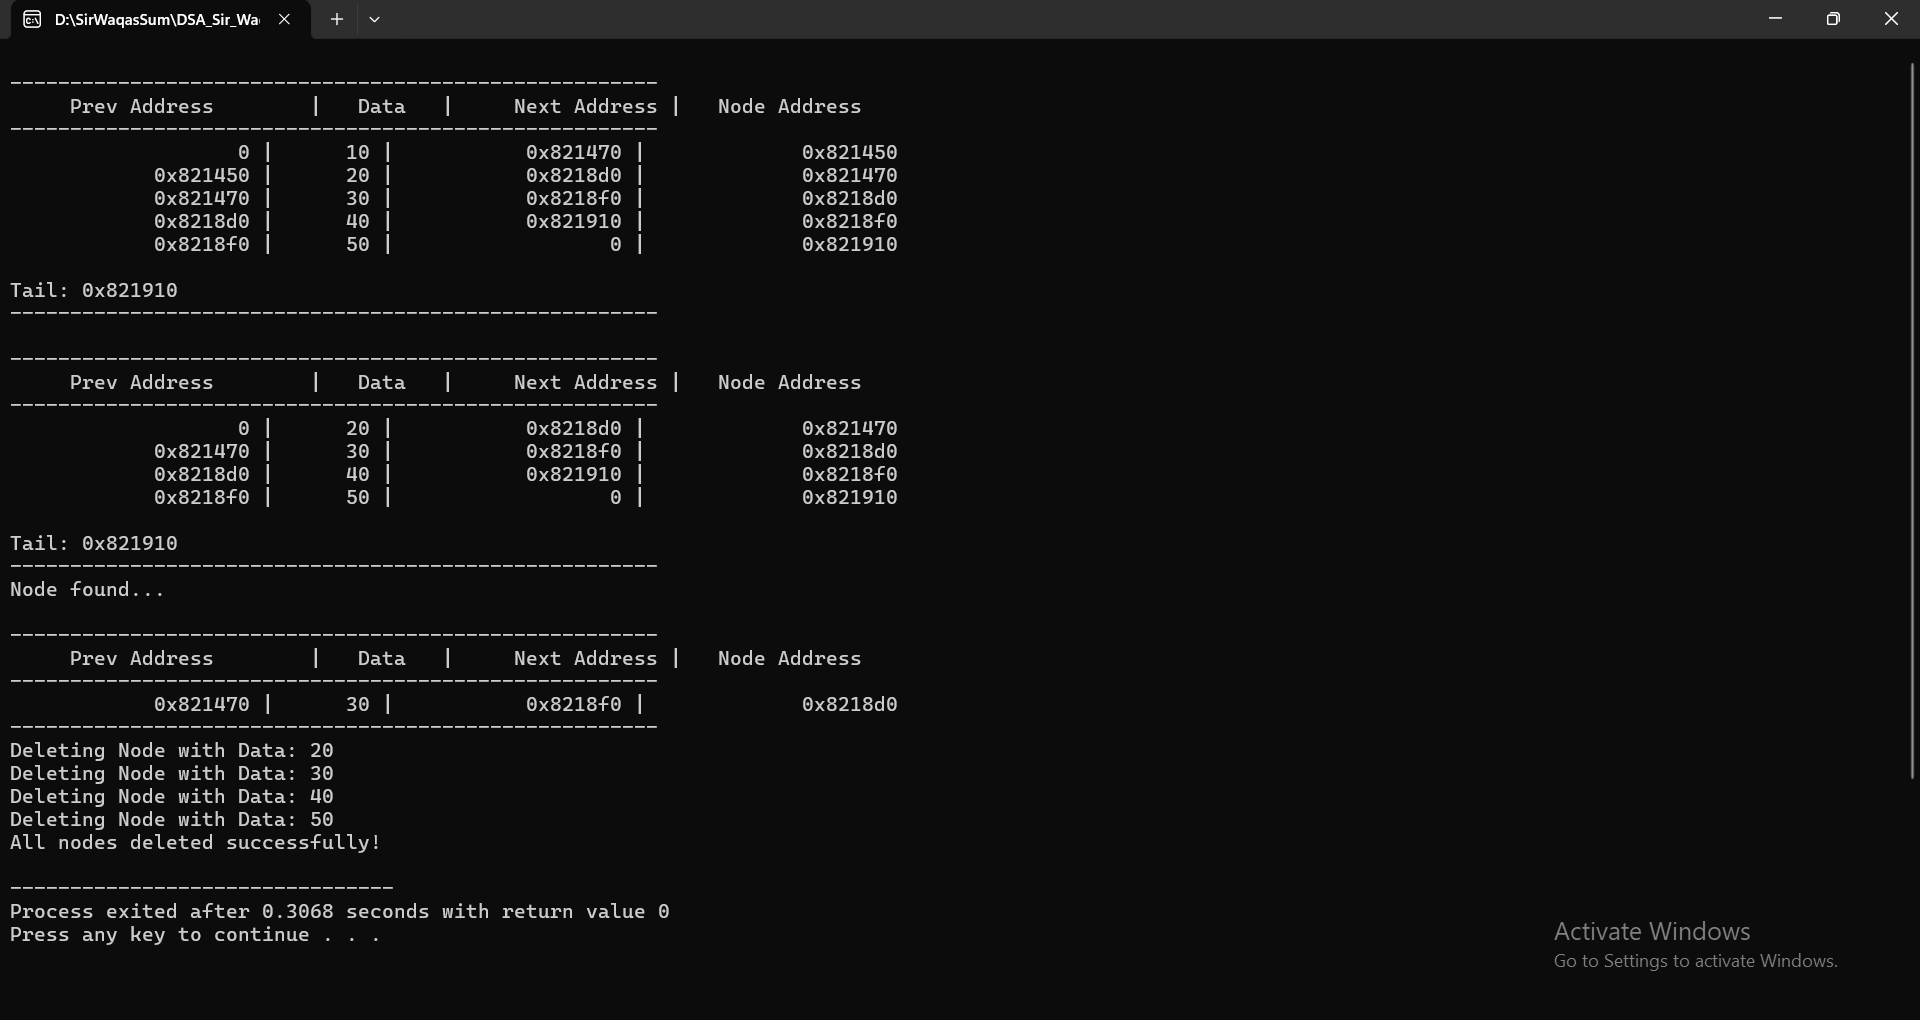 D:\SirWaqasSum\DSA_Sir_Wa
------------------------------------------------------
Prev Address | Data | Next Address | Node Address
------------------------------------------------------
0 | 10 | 0x821470 | 0x821450
0x821450 | 20 | 0x8218d0 | 0x821470
0x821470 | 30 | 0x8218f0 | 0x8218d0
0x8218d0 | 40 | 0x821910 | 0x8218f0
0x8218f0 | 50 | 0 | 0x821910
Tail: 0x821910
------------------------------------------------------
------------------------------------------------------
Prev Address | Data | Next Address | Node Address
------------------------------------------------------
0 | 20 | 0x8218d0 | 0x821470
0x821470 | 30 | 0x8218f0 | 0x8218d0
0x8218d0 | 40 | 0x821910 | 0x8218f0
0x8218f0 | 50 | 0 | 0x821910
Tail: 0x821910
------------------------------------------------------
Node found...
------------------------------------------------------
Prev Address | Data | Next Address | Node Address
------------------------------------------------------
0x821470 | 30 | 0x8218f0 | 0x8218d0
------------------------------------------------------
Deleting Node with Data: 20
Deleting Node with Data: 30
Deleting Node with Data: 40
Deleting Node with Data: 50
All nodes deleted successfully!
--------------------------------
Process exited after 0.3068 seconds with return value 0
Press any key to continue . . .
Activate Windows
Go to Settings to activate Windows.